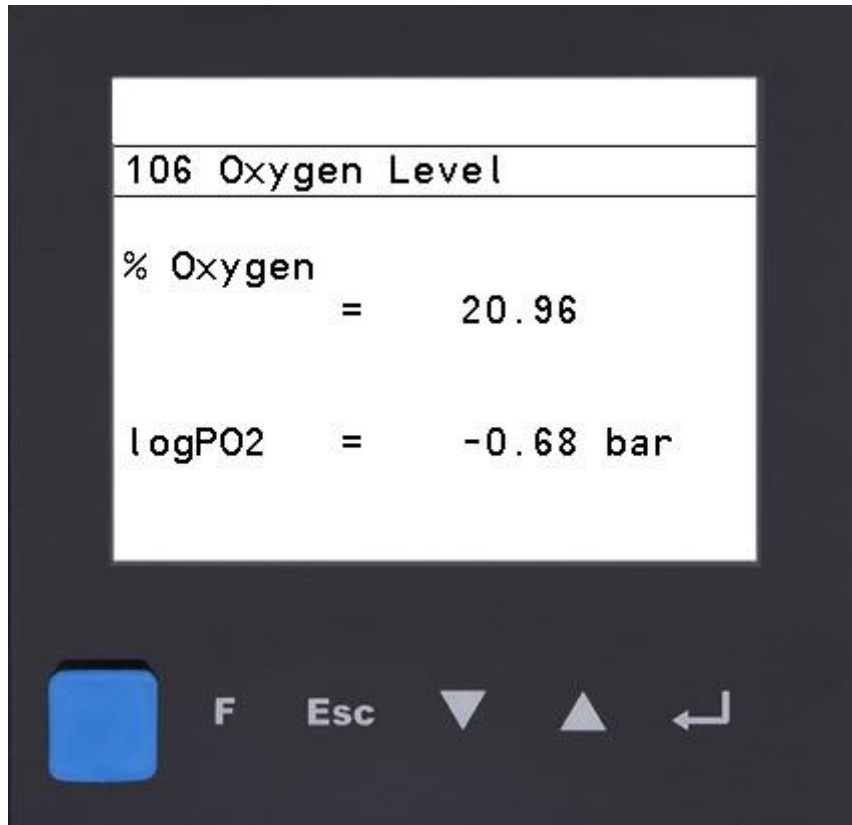 106 Oxygen Level
% Oxygen
= 20.96
logPO2 = -0.68 bar
F Esc